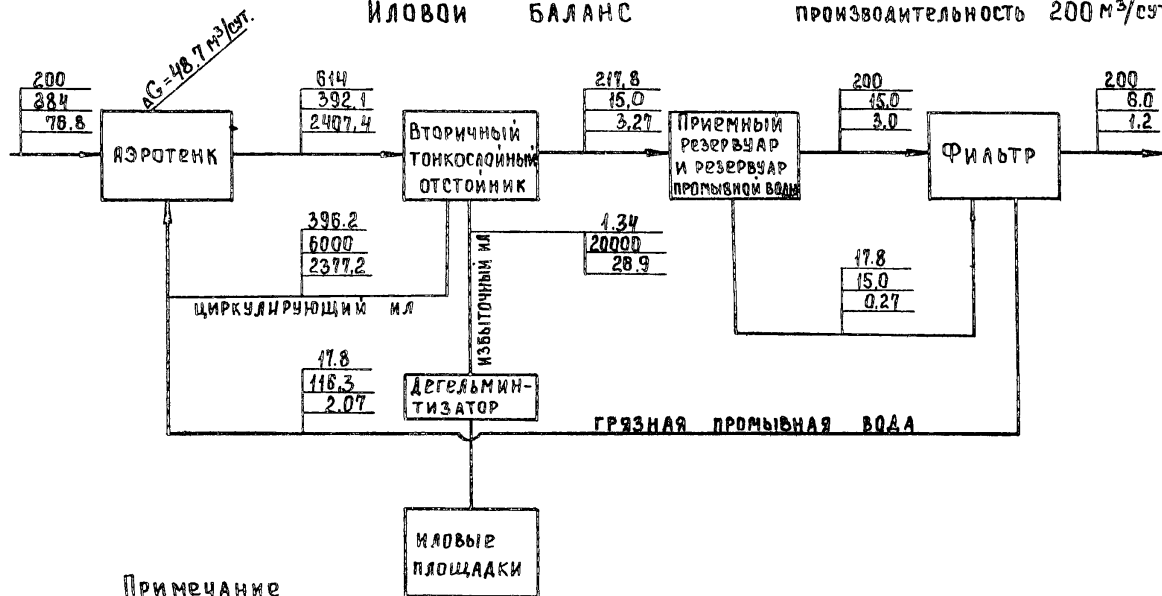 ИЛОВОЙ БАЛАНС
ПРОИЗВОДИТЕЛЬНОСТЬ 200 м³/сут
ΔG=48.7 м³/сут.
200
384
76.8
АЭРОТЕНК
614
392.1
2407.4
Вторичный
тонкослойный
отстойник
217.8
15.0
3.27
Приемный
резервуар
и резервуар
промывной воды
200
15.0
3.0
Фильтр
200
6.0
1.2
396.2
6000
2377.2
циркулирующий ил
1.34
20000
26.9
избыточный ил
17.8
15.0
0.27
17.8
116.3
2.07
Дегельмин-
тизатор
грязная промывная вода
иловые
площадки
Примечание